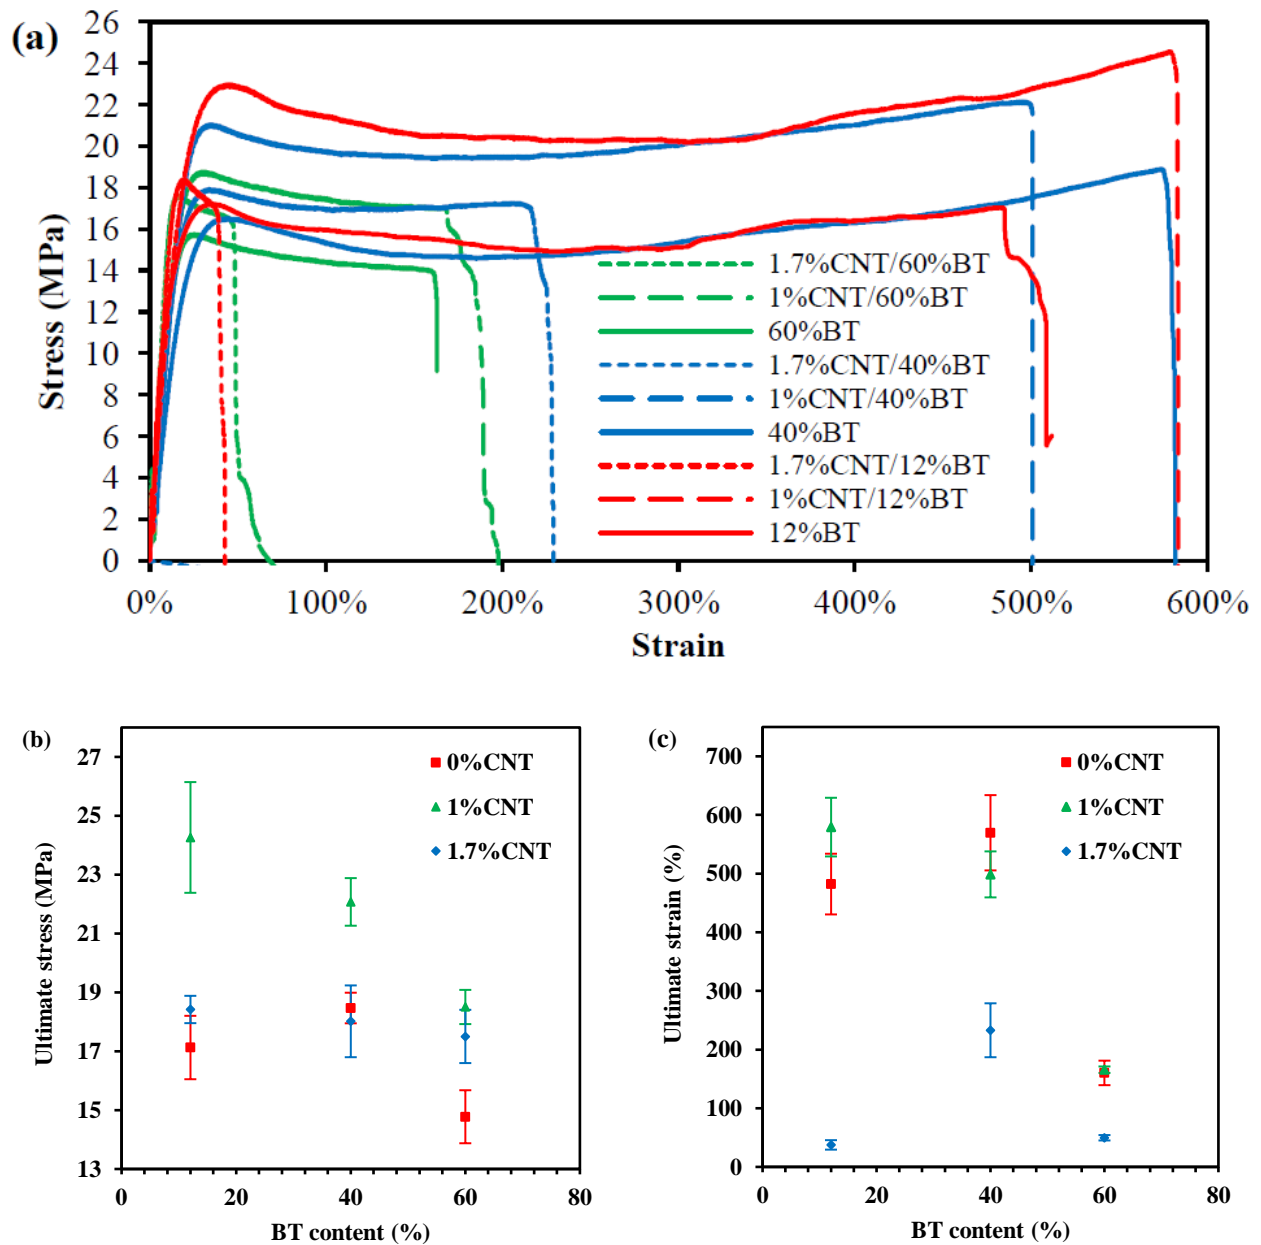 (a)
Stress (MPa)
26
24
22
20
18
16
14
12
10
8
6
4
2
0
0% 100% 200% 300% 400% 500% 600%
Strain
1.7%CNT/60%BT
1%CNT/60%BT
60%BT
1.7%CNT/40%BT
1%CNT/40%BT
40%BT
1.7%CNT/12%BT
1%CNT/12%BT
12%BT
(b)
Ultimate stress (MPa)
27
25
23
21
19
17
15
13
0 20 40 60 80
BT content (%)
0%CNT
1%CNT
1.7%CNT
(c)
Ultimate strain (%)
700
600
500
400
300
200
100
0
0 20 40 60 80
BT content (%)
0%CNT
1%CNT
1.7%CNT